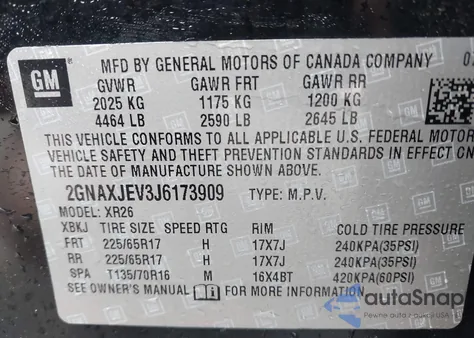 MFD BY GENERAL MOTORS OF CANADA COMPANY
GM
GVWR GAWR FRT GAWR RR
2025 KG 1175 KG 1200 KG
4464 LB 2590 LB 2645 LB
THIS VEHICLE CONFORMS TO ALL APPLICABLE U.S. FEDERAL MOTOR
VEHICLE SAFETY AND THEFT PREVENTION STANDARDS IN EFFECT ON
THE DATE OF MANUFACTURE SHOWN ABOVE.
2GNAXJEV3J6173909 TYPE: M.P.V.
MODEL: XR26
XBKJ TIRE SIZE SPEED RTG RIM COLD TIRE PRESSURE
FRT 225/65R17 H 17X7J 240KPA(35PSI)
RR 225/65R17 H 17X7J 240KPA(35PSI)
SPA T135/70R16 M 16X4BT 420KPA(60PSI)
SEE OWNER'S MANUAL FOR MORE INFORMATION.
autaSnap
Pewne auto z Kanady i USA